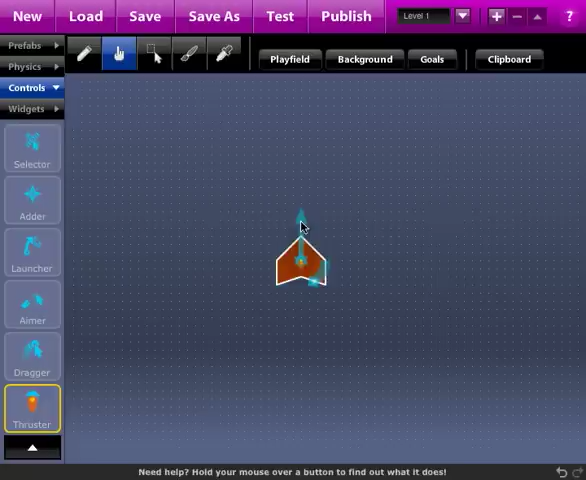 New Load Save Save As Test Publish Level 1 + − ?
Prefabs
Physics
Controls
Widgets
Playfield Background Goals Clipboard
Selector
Adder
Launcher
Aimer
Dragger
Thruster
Need help? Hold your mouse over a button to find out what it does!